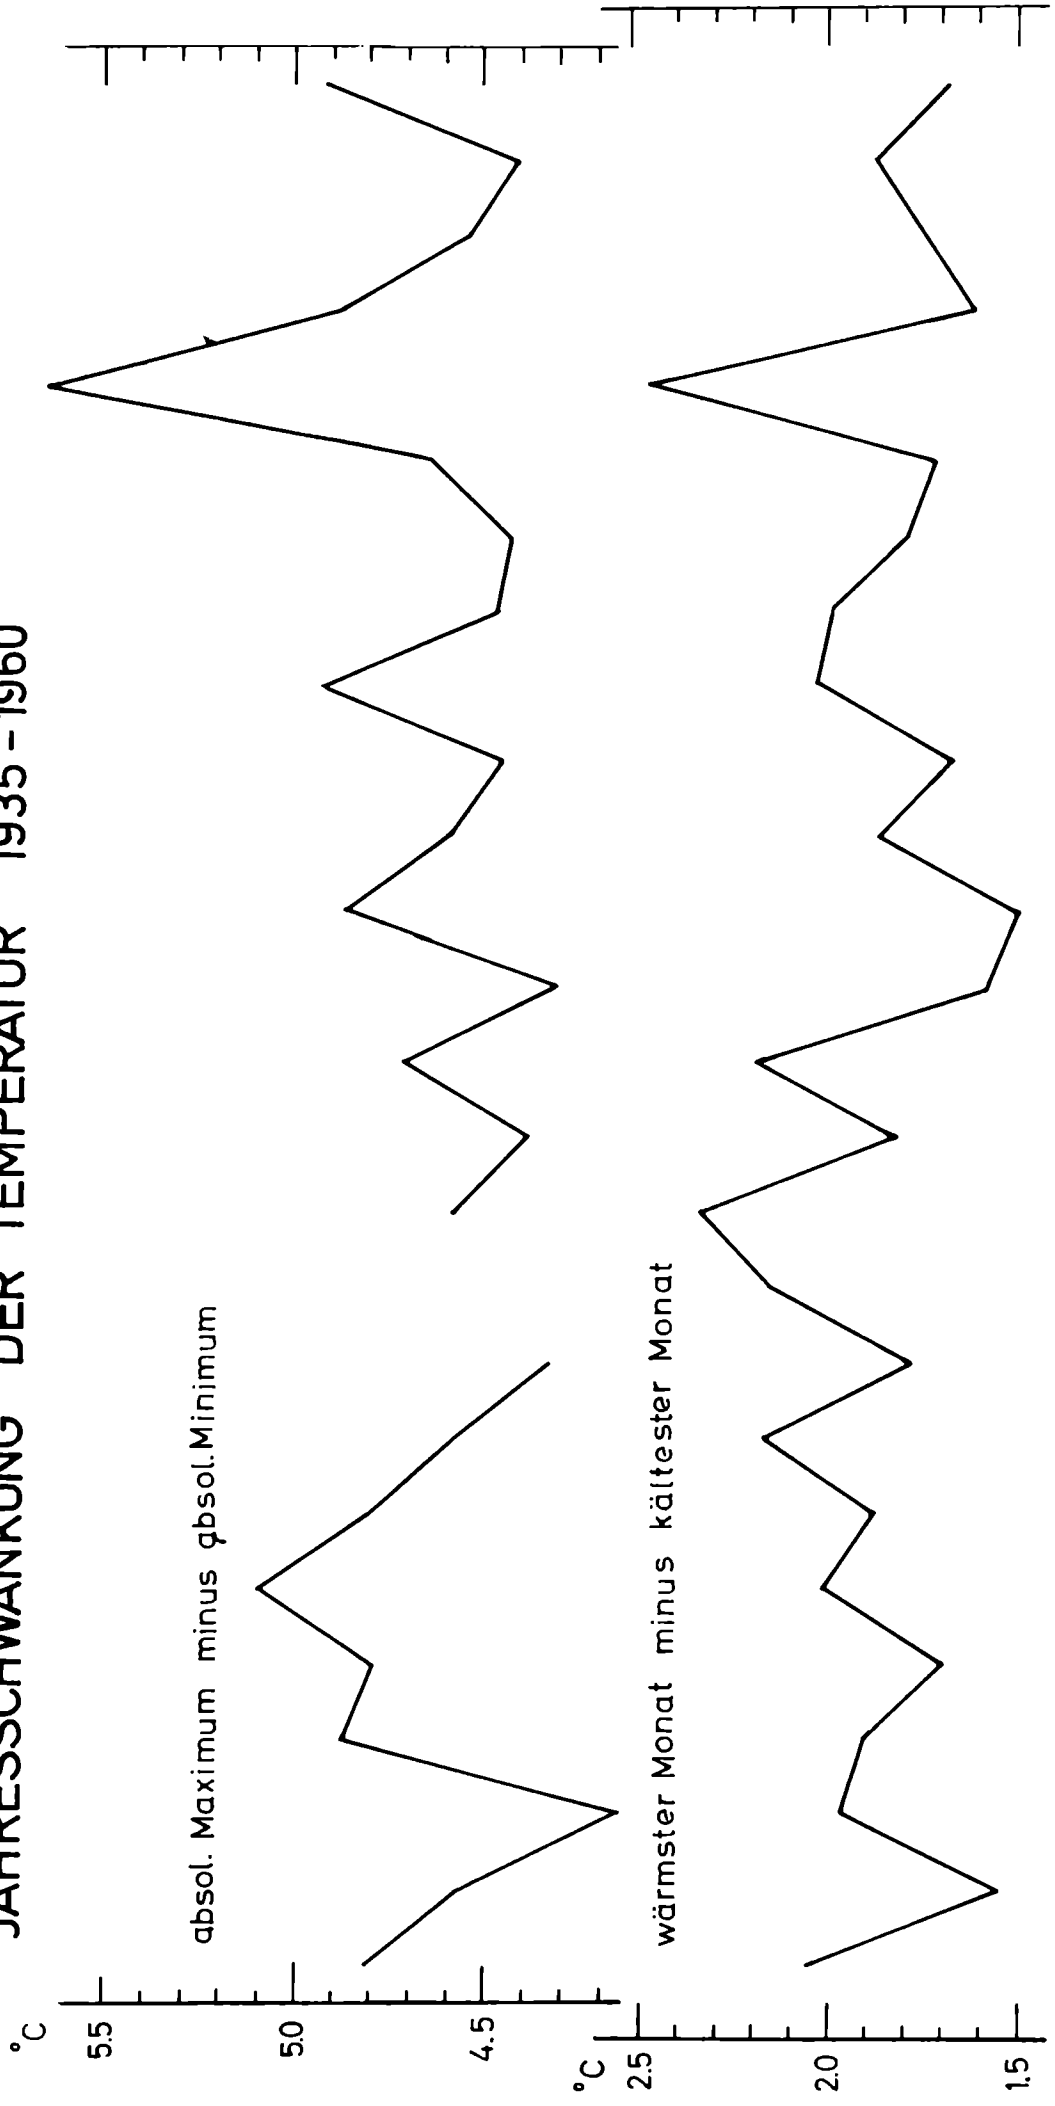 JAHRESSCHWANKUNG DER TEMPERATUR 1935-1960
°C
5.5
5.0
4.5
absol. Maximum minus absol. Minimum
°C
2.5
2.0
1.5
wärmster Monat minus kältester Monat